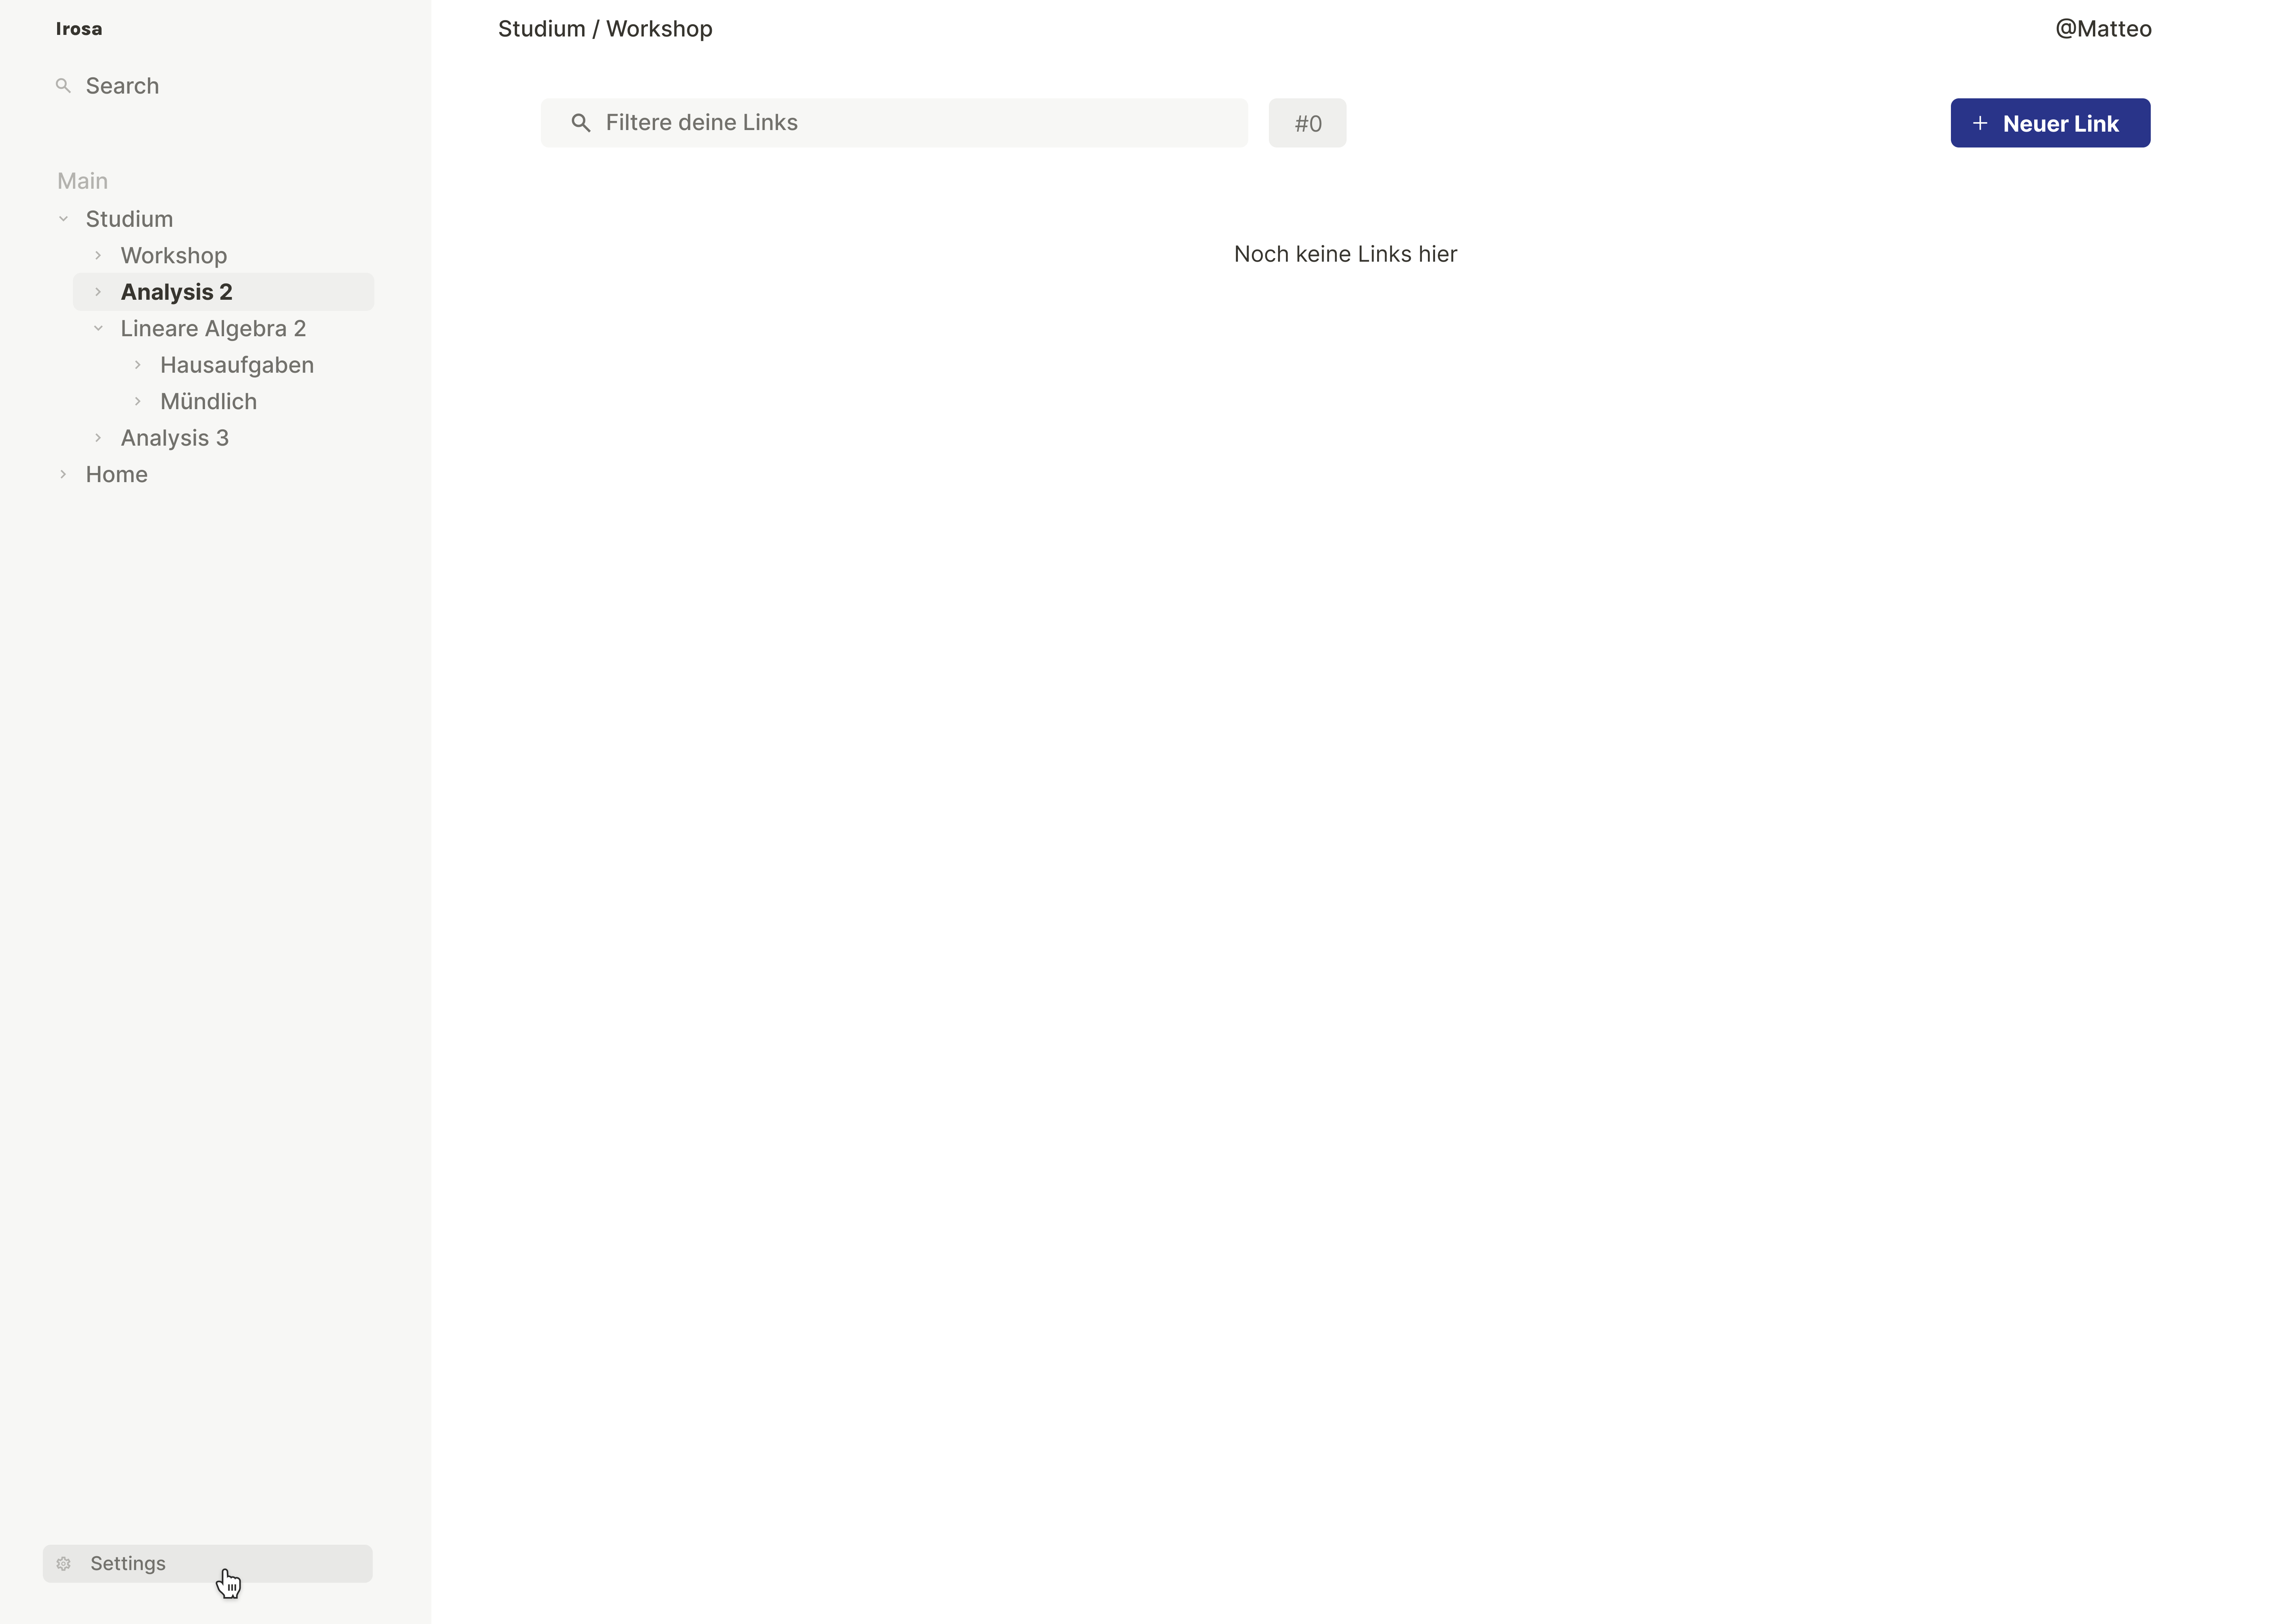 Irosa
Search
Main
Studium
Workshop
Analysis 2
Lineare Algebra 2
Hausaufgaben
Mündlich
Analysis 3
Home
Settings
Studium / Workshop
@Matteo
Filtere deine Links
#0
+ Neuer Link
Noch keine Links hier